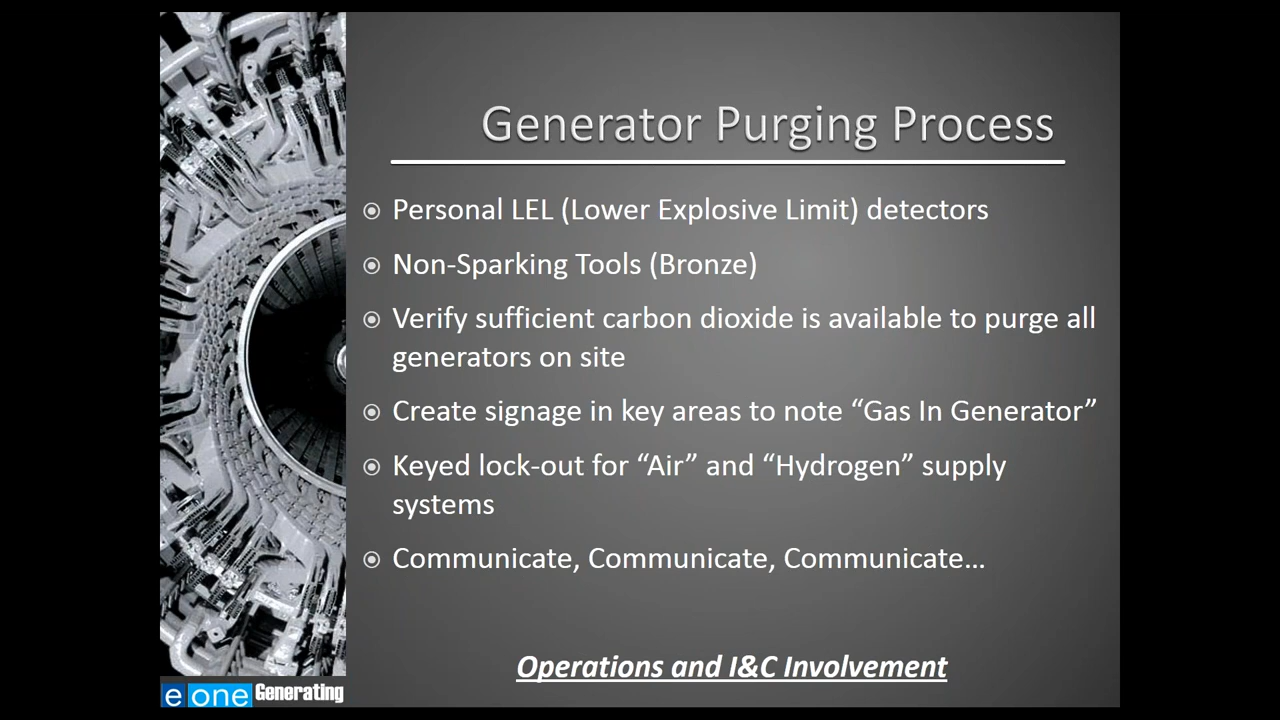 Generator Purging Process
Personal LEL (Lower Explosive Limit) detectors
Non-Sparking Tools (Bronze)
Verify sufficient carbon dioxide is available to purge all
generators on site
Create signage in key areas to note “Gas In Generator”
Keyed lock-out for “Air” and “Hydrogen” supply
systems
Communicate, Communicate, Communicate…
Operations and I&C Involvement
e one Generating